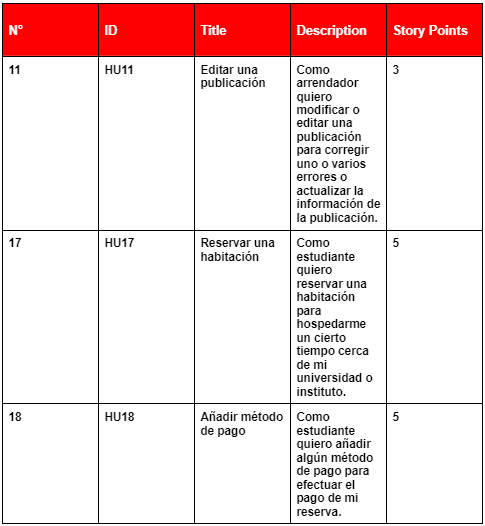 N° ID Title Description Story Points
11 HU11 Editar una Como 3
publicación arrendador
quiero
modificar o
editar una
publicación
para corregir
uno o varios
errores o
actualizar la
información de
la publicación.
17 HU17 Reservar una Como 5
habitación estudiante
quiero
reservar una
habitación
para
hospedarme
un cierto
tiempo cerca
de mi
universidad o
instituto.
18 HU18 Añadir método Como 5
de pago estudiante
quiero añadir
algún método
de pago para
efectuar el
pago de mi
reserva.